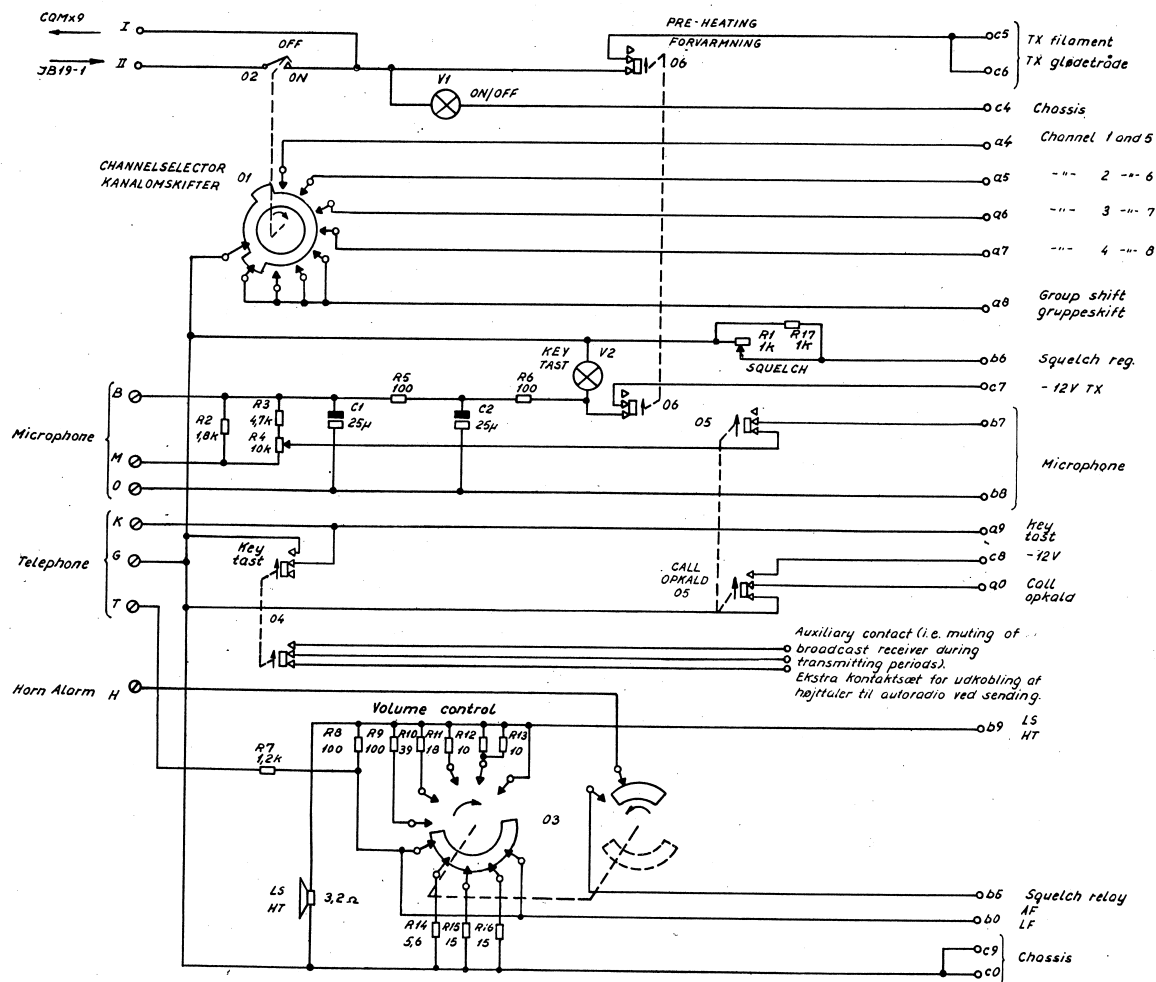 CQMx9
I
II
JB19-1
OFF
O2
ON
PRE-HEATING
FORVARMNING
O6
c5
c6
TX filament
TX glødetråde
V1
ON/OFF
c4 Chassis
a4 Channel 1 and 5
CHANNELSELECTOR
KANALOMSKIFTER
O1
a5 -"- 2 -"- 6
a6 -"- 3 -"- 7
a7 -"- 4 -"- 8
a8 Group shift
gruppeskift
R1
1K
R17
1K
SQUELCH
b6 Squelch reg.
KEY
TAST
V2
c7 -12V TX
O6
Microphone
B
M
O
R2
1,8K
R3
4,7K
R4
10K
C1
25µ
R5
100
C2
25µ
R6
100
O5
b7
b8
Microphone
Telephone
K
G
T
Key
tast
O4
a9 Key
tast
c8 -12V
CALL
OPKALD
O5
a0 Call
opkald
Auxiliary contact (i.e. muting of
broadcast receiver during
transmitting periods).
Ekstra kontaktsæt for udkobling af
højttaler til autoradio ved sending.
Horn Alarm H
Volume control
R7
1,2K
R8
100
R9
100
R10
39
R11
18
R12
10
R13
10
b9 LS
HT
O3
LS
HT
3,2Ω
R14
5,6
R15
15
R16
15
b5 Squelch relay
b0 AF
LF
c9
c0
Chassis